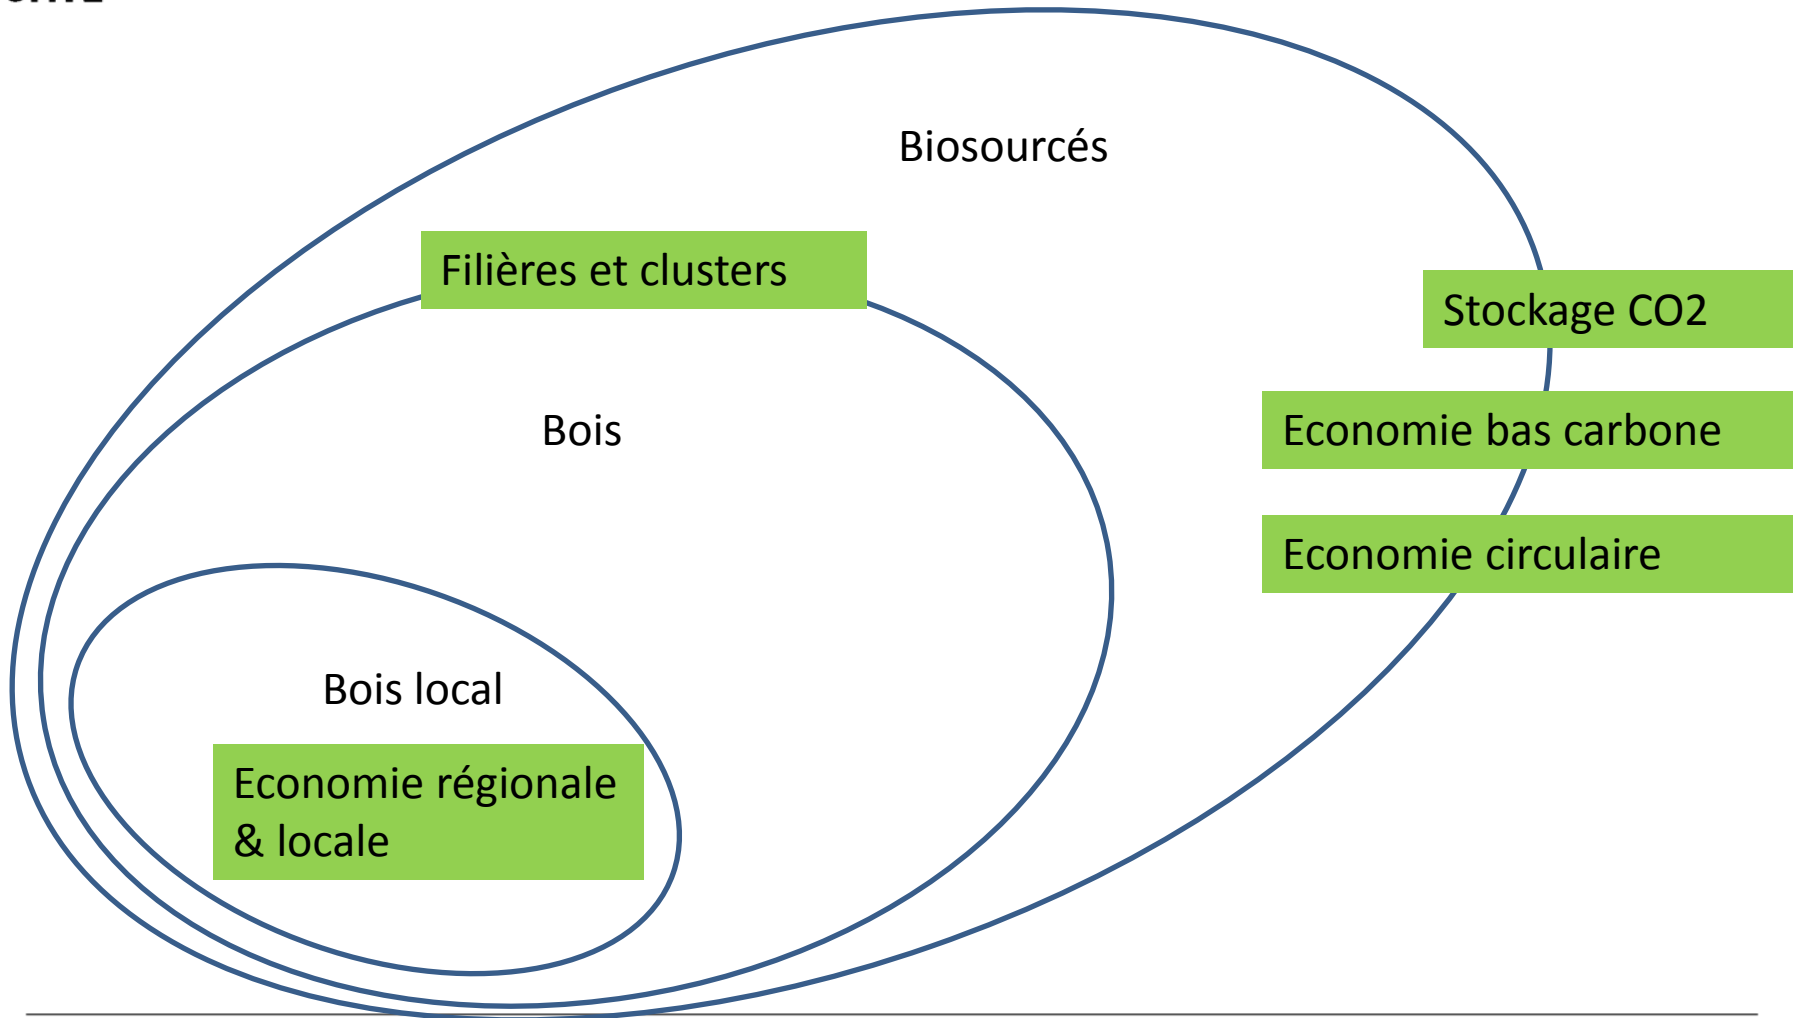 Biosourcés
Filières et clusters
Stockage CO2
Bois
Economie bas carbone
Economie circulaire
Bois local
Economie régionale
& locale